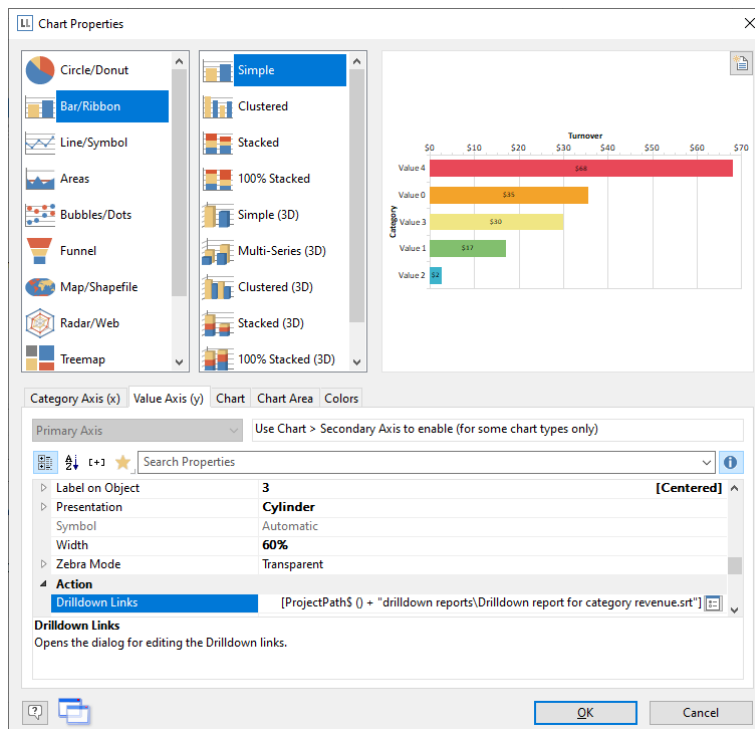 LL Chart Properties
Circle/Donut
Bar/Ribbon
Line/Symbol
Areas
Bubbles/Dots
Funnel
Map/Shapefile
Radar/Web
Treemap
Simple
Clustered
Stacked
100% Stacked
Simple (3D)
Multi-Series (3D)
Clustered (3D)
Stacked (3D)
100% Stacked (3D)
Turnover
$0 $10 $20 $30 $40 $50 $60 $70
Category
Value 4 $68
Value 0 $35
Value 3 $30
Value 1 $17
Value 2 $2
Category Axis (x) Value Axis (y) Chart Chart Area Colors
Primary Axis Use Chart > Secondary Axis to enable (for some chart types only)
A Z [+] Search Properties i
Label on Object 3 [Centered]
Presentation Cylinder
Symbol Automatic
Width 60%
Zebra Mode Transparent
Action
Drilldown Links [ProjectPath$ () + "drilldown reports\Drilldown report for category revenue.srt"]
Drilldown Links
Opens the dialog for editing the Drilldown links.
? OK Cancel